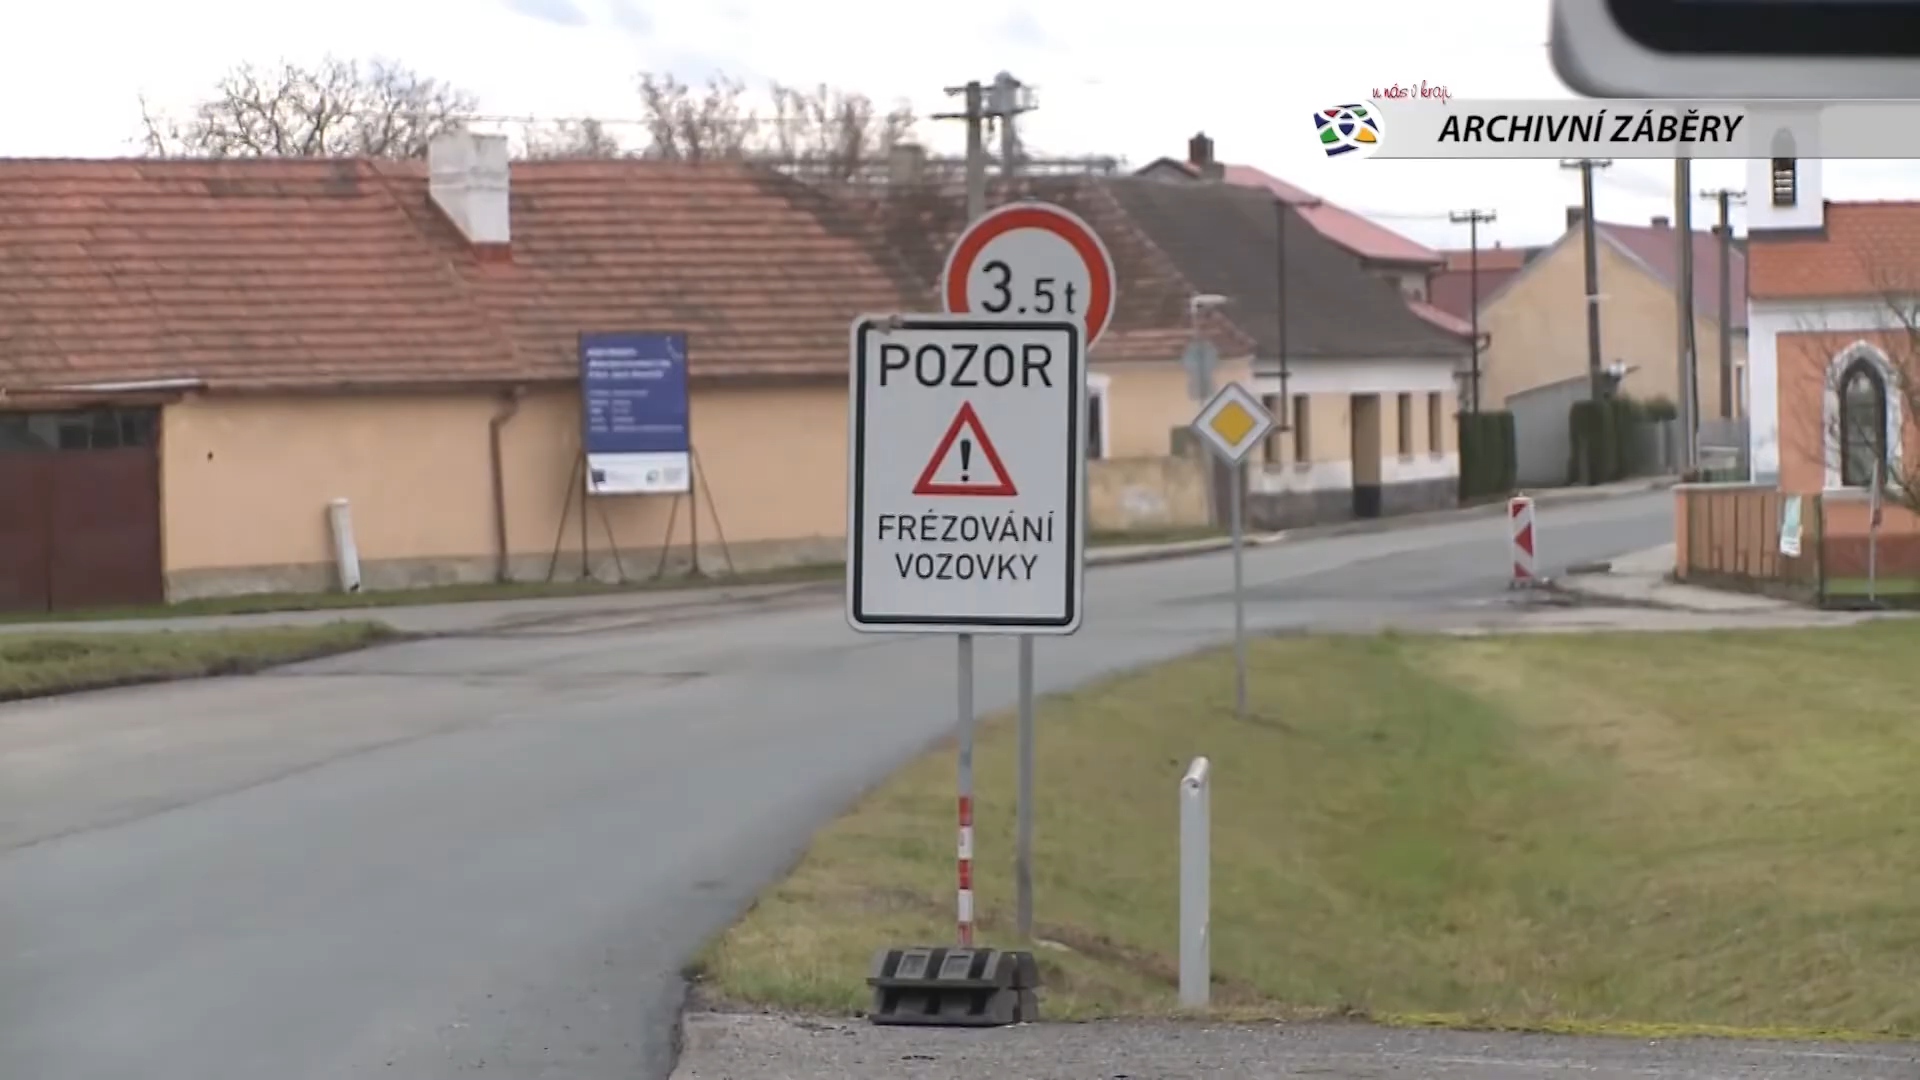 u nás v kraji
ARCHIVNÍ ZÁBĚRY
3.5t
POZOR
!
FRÉZOVÁNÍ
VOZOVKY